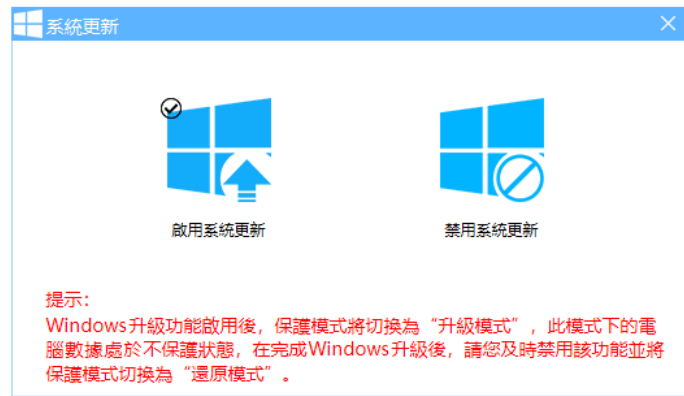 系統更新
啟用系統更新
禁用系統更新
提示：
Windows升級功能啟用後，保護模式將切換為“升級模式”，此模式下的電
腦數據處於不保護狀態，在完成Windows升級後，請您及時禁用該功能並將
保護模式切換為“還原模式”。